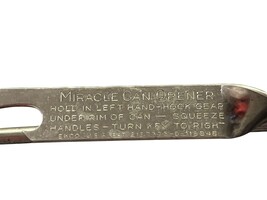 MIRACLE CAN OPENER
HOLD IN LEFT HAND-HOOK GEAR
UNDER RIM OF CAN — SQUEEZE
HANDLES - TURN KEY TO RIGHT
EKCO U.S.A.